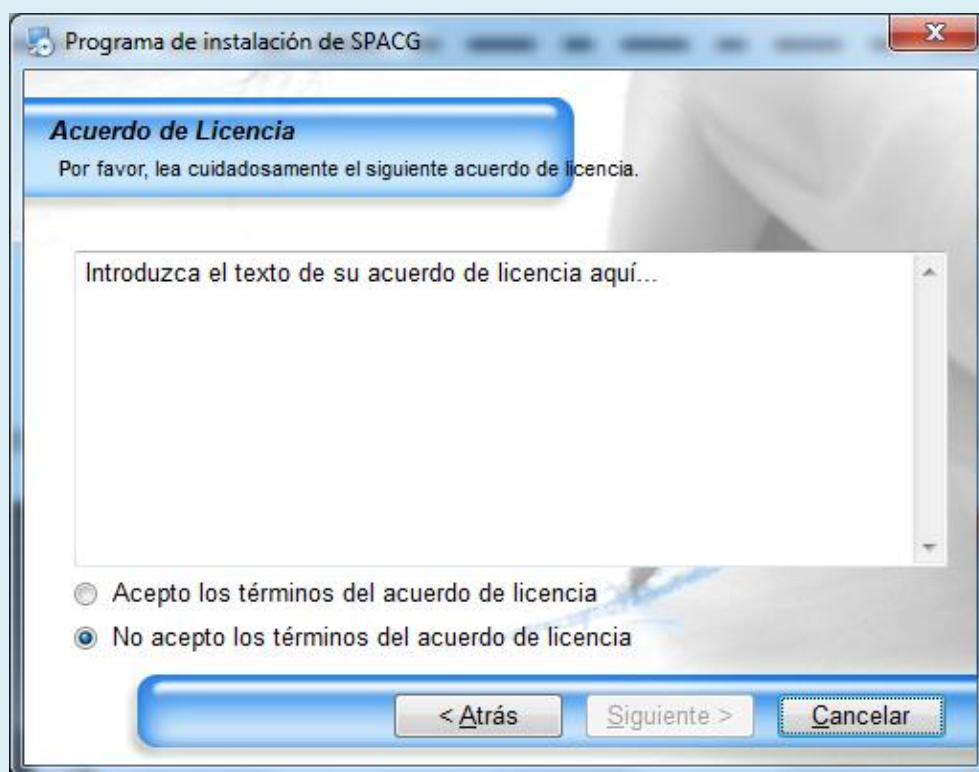 Programa de instalación de SPACG
Acuerdo de Licencia
Por favor, lea cuidadosamente el siguiente acuerdo de licencia.
Introduzca el texto de su acuerdo de licencia aquí...
Acepto los términos del acuerdo de licencia
No acepto los términos del acuerdo de licencia
< Atrás
Siguiente >
Cancelar